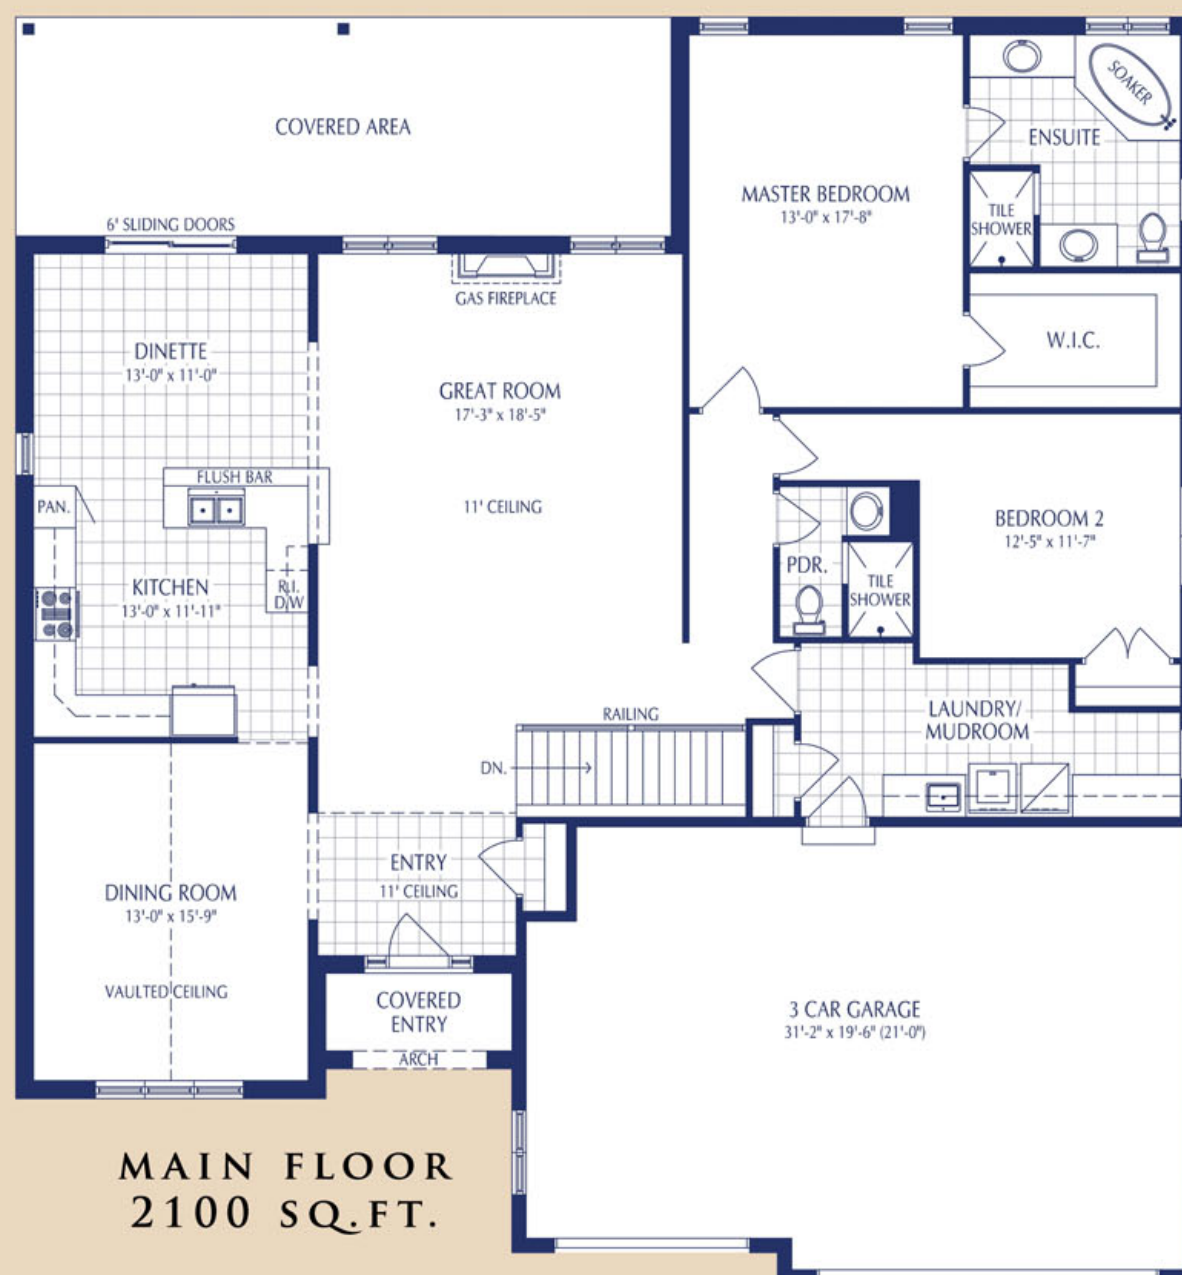 COVERED AREA
6' SLIDING DOORS
MASTER BEDROOM
13'-0" x 17'-8"
SOAKER
ENSUITE
TILE
SHOWER
GAS FIREPLACE
W.I.C.
DINETTE
13'-0" x 11'-0"
GREAT ROOM
17'-3" x 18'-5"
11' CEILING
FLUSH BAR
PAN.
KITCHEN
13'-0" x 11'-11"
R.I.
D/W
BEDROOM 2
12'-5" x 11'-7"
PDR.
TILE
SHOWER
RAILING
DN.
LAUNDRY/
MUDROOM
ENTRY
11' CEILING
DINING ROOM
13'-0" x 15'-9"
VAULTED CEILING
COVERED
ENTRY
ARCH
3 CAR GARAGE
31'-2" x 19'-6" (21'-0")
MAIN FLOOR
2100 SQ.FT.